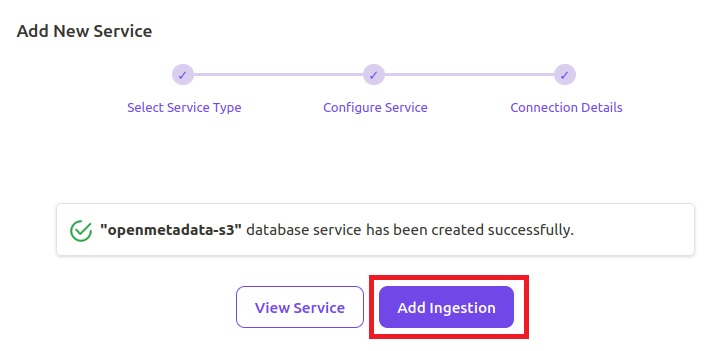 Add New Service
Select Service Type
Configure Service
Connection Details
"openmetadata-s3" database service has been created successfully.
View Service
Add Ingestion